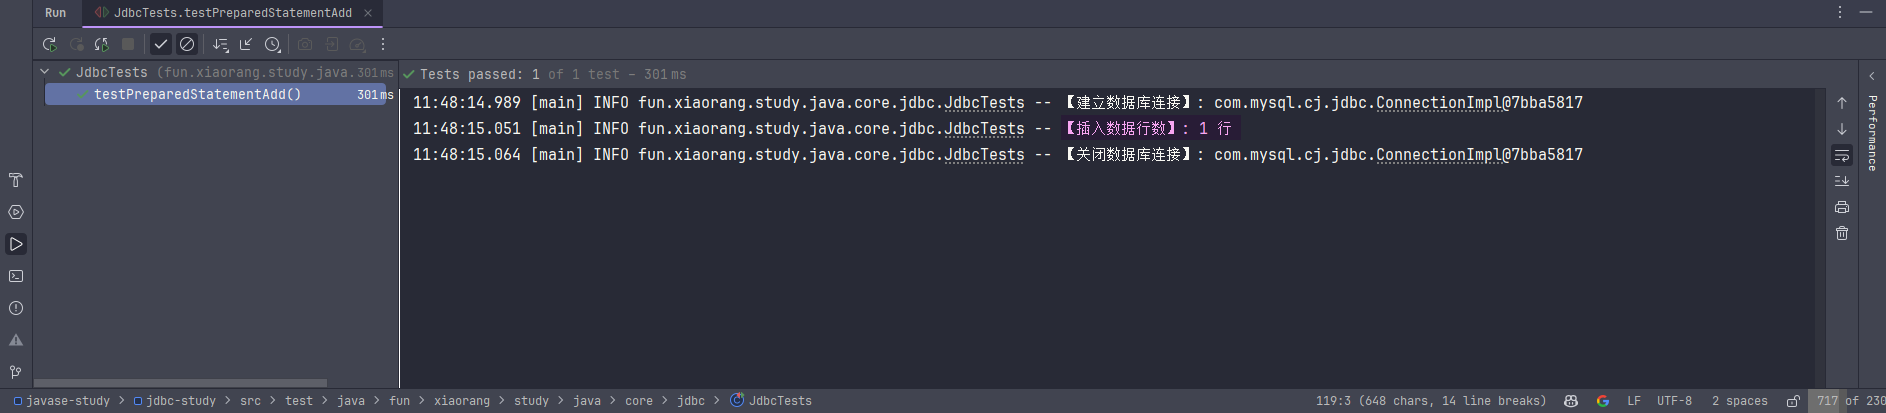 Run JdbcTests.testPreparedStatementAdd
JdbcTests (fun.xiaorang.study.java. 301 ms
testPreparedStatementAdd() 301 ms
Tests passed: 1 of 1 test – 301 ms
11:48:14.989 [main] INFO fun.xiaorang.study.java.core.jdbc.JdbcTests -- 【建立数据库连接】: com.mysql.cj.jdbc.ConnectionImpl@7bba5817
11:48:15.051 [main] INFO fun.xiaorang.study.java.core.jdbc.JdbcTests -- 【插入数据行数】: 1 行
11:48:15.064 [main] INFO fun.xiaorang.study.java.core.jdbc.JdbcTests -- 【关闭数据库连接】: com.mysql.cj.jdbc.ConnectionImpl@7bba5817
Performance
javase-study > jdbc-study > src > test > java > fun > xiaorang > study > java > core > jdbc > JdbcTests
119:3 (648 chars, 14 line breaks) LF UTF-8 2 spaces 717 of 230